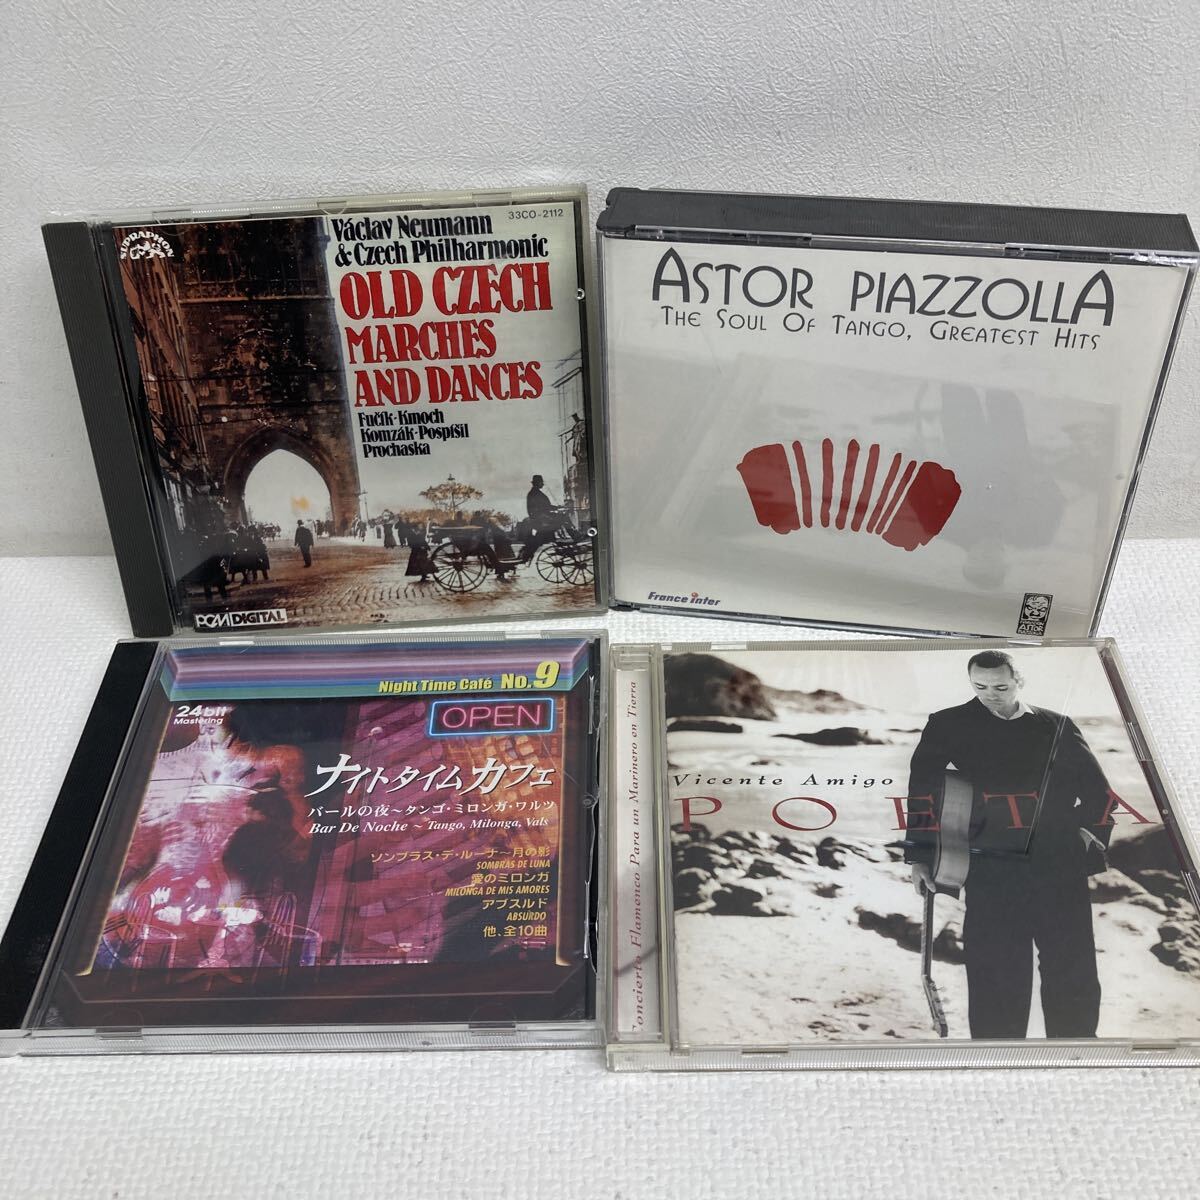 SUPRAPHON
33CO-2112
Václav Neumann
& Czech Philharmonic
OLD CZECH
MARCHES
AND DANCES
Fučík-Kmoch
Komzák-Pospíšil
Prochaska
PCM DIGITAL
ASTOR PIAZZOLLA
THE SOUL OF TANGO, GREATEST HITS
France inter
ASTOR
Night Time Café No.9
24bit
Mastering
OPEN
ナイトタイムカフェ
バールの夜～タンゴ・ミロンガ・ワルツ
Bar De Noche ~ Tango, Milonga, Vals
ソンブラス・デ・ルーナ～月の影
SOMBRAS DE LUNA
愛のミロンガ
MILONGA DE MIS AMORES
アブスルド
ABSURDO
他、全10曲
Concierto Flamenco Para un Marinero en Tierra
Vicente Amigo
POETA